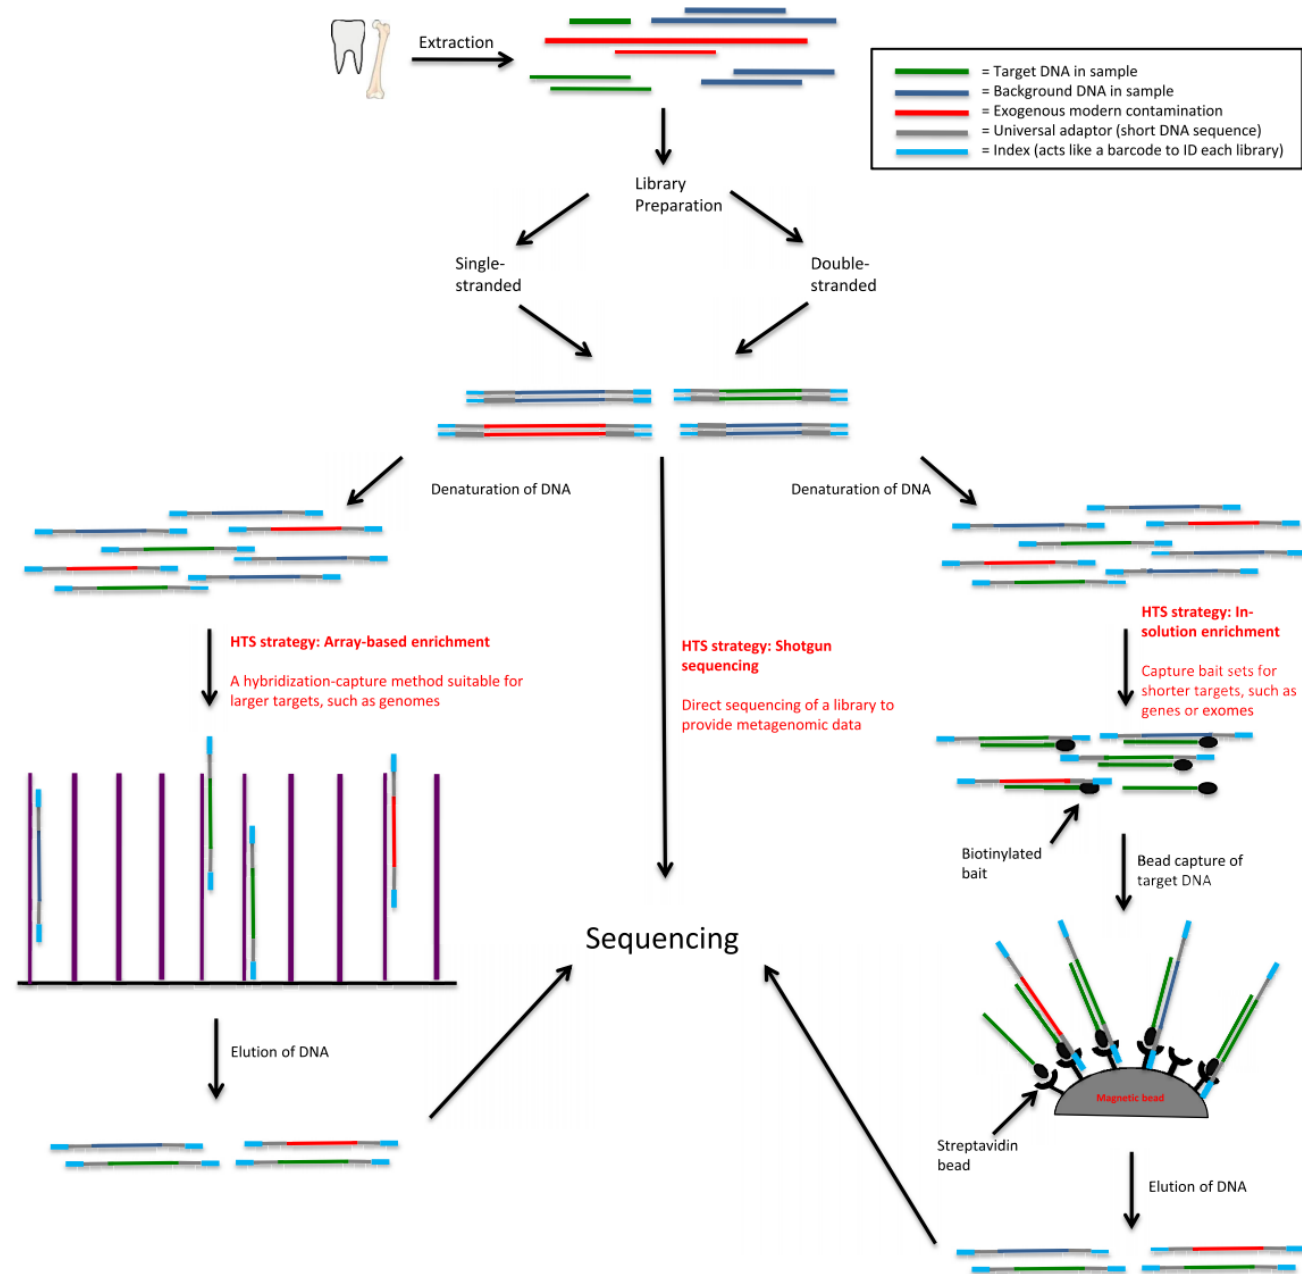 Extraction
= Target DNA in sample
= Background DNA in sample
= Exogenous modern contamination
= Universal adaptor (short DNA sequence)
= Index (acts like a barcode to ID each library)
Library
Preparation
Single-
stranded
Double-
stranded
Denaturation of DNA
Denaturation of DNA
HTS strategy: Array-based enrichment
A hybridization-capture method suitable for
larger targets, such as genomes
HTS strategy: Shotgun
sequencing
Direct sequencing of a library to
provide metagenomic data
HTS strategy: In-
solution enrichment
Capture bait sets for
shorter targets, such as
genes or exomes
Biotinylated
bait
Bead capture of
target DNA
Sequencing
Elution of DNA
Magnetic bead
Streptavidin
bead
Elution of DNA